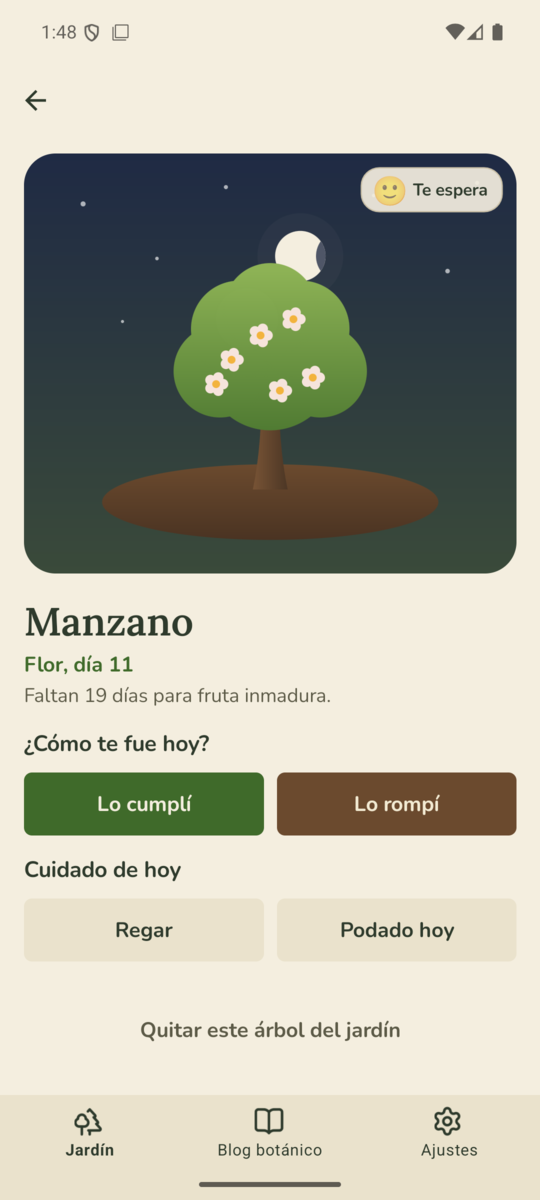 1:48
Te espera
Manzano
Flor, día 11
Faltan 19 días para fruta inmadura.
¿Cómo te fue hoy?
Lo cumplí
Lo rompí
Cuidado de hoy
Regar
Podado hoy
Quitar este árbol del jardín
Jardín
Blog botánico
Ajustes